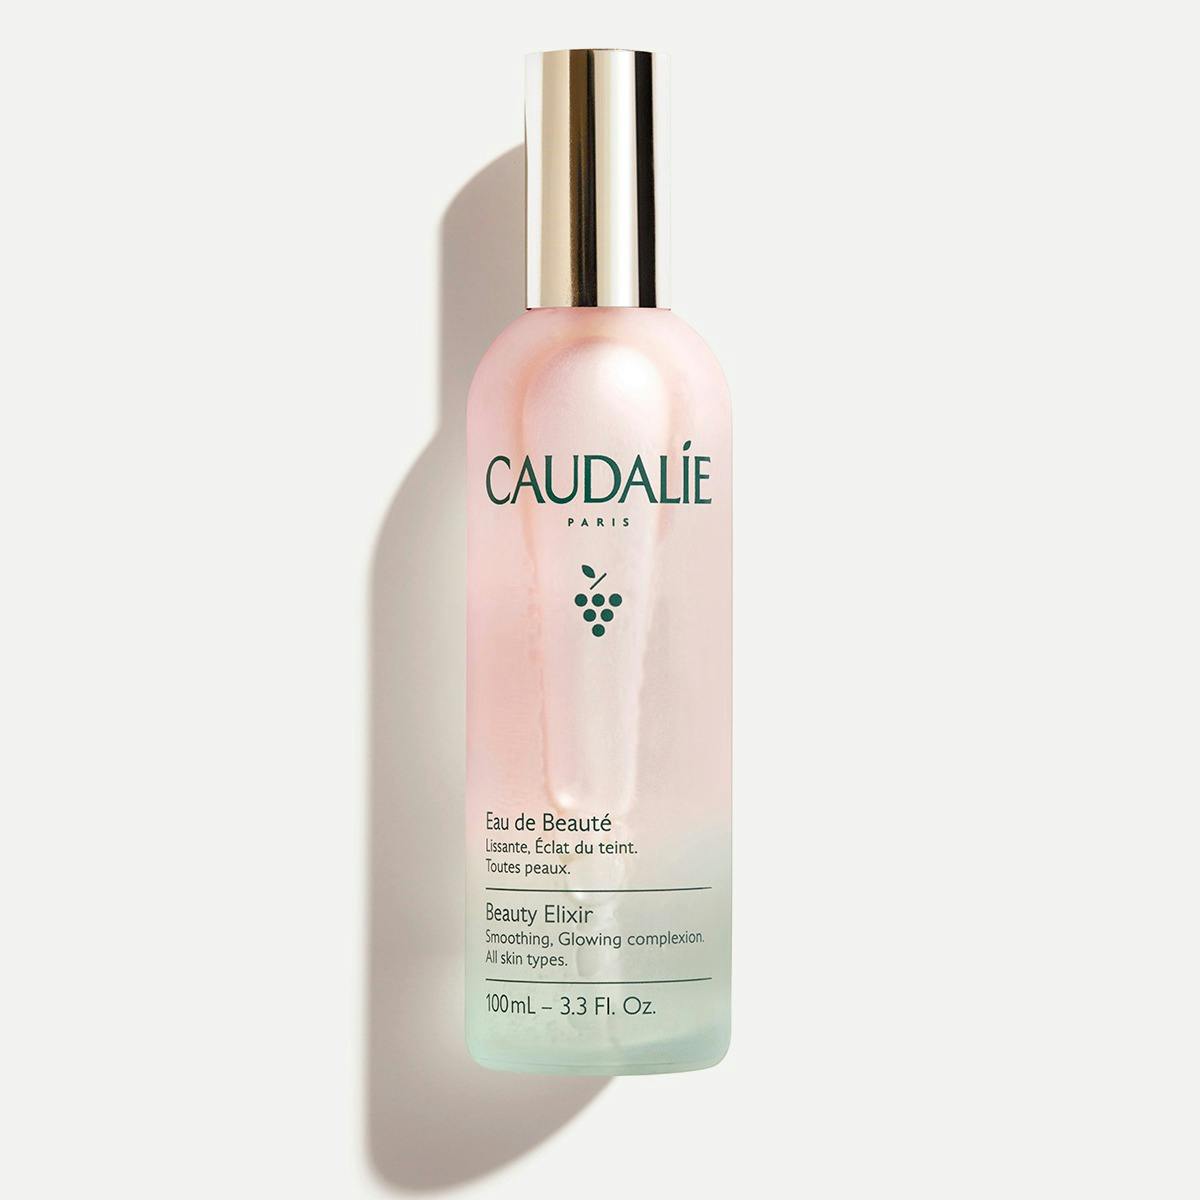 CAUDALÍE
PARIS
Eau de Beauté
Lissante, Éclat du teint.
Toutes peaux.
Beauty Elixir
Smoothing, Glowing complexion.
All skin types.
100mL – 3.3 Fl. Oz.